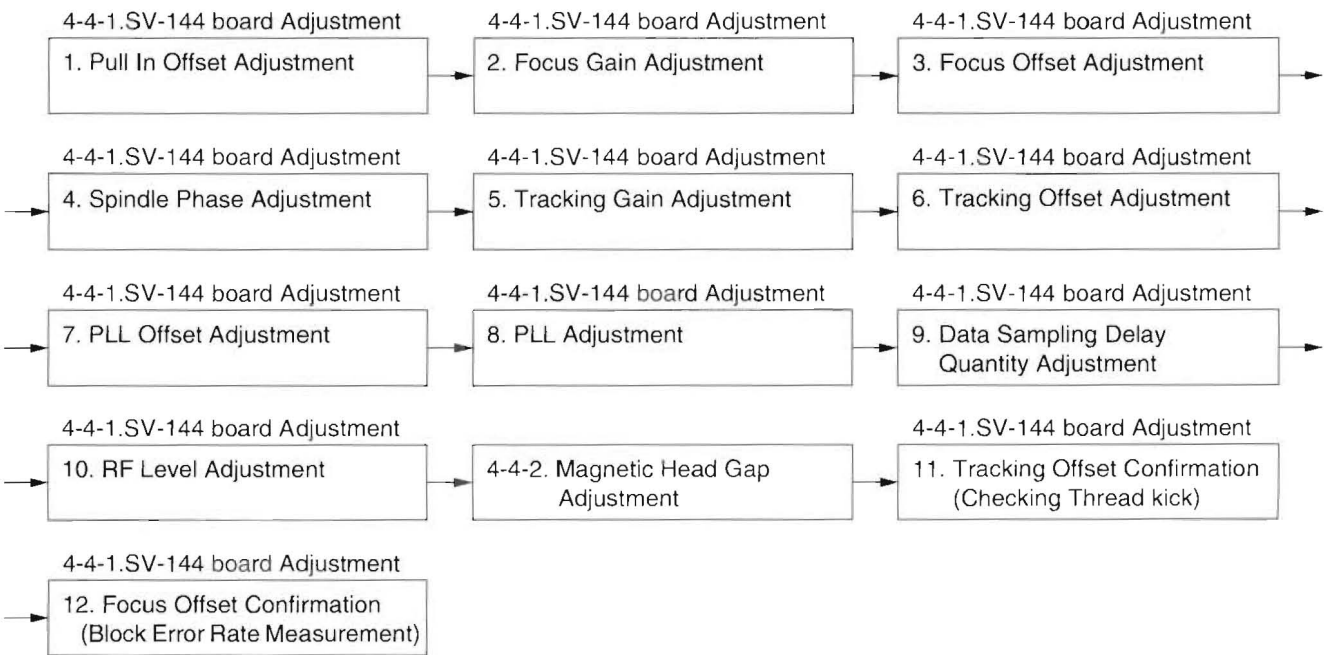 4-4-1.SV-144 board Adjustment
1. Pull In Offset Adjustment
4-4-1.SV-144 board Adjustment
2. Focus Gain Adjustment
4-4-1.SV-144 board Adjustment
3. Focus Offset Adjustment
4-4-1.SV-144 board Adjustment
4. Spindle Phase Adjustment
4-4-1.SV-144 board Adjustment
5. Tracking Gain Adjustment
4-4-1.SV-144 board Adjustment
6. Tracking Offset Adjustment
4-4-1.SV-144 board Adjustment
7. PLL Offset Adjustment
4-4-1.SV-144 board Adjustment
8. PLL Adjustment
4-4-1.SV-144 board Adjustment
9. Data Sampling Delay
Quantity Adjustment
4-4-1.SV-144 board Adjustment
10. RF Level Adjustment
4-4-2. Magnetic Head Gap
Adjustment
4-4-1.SV-144 board Adjustment
11. Tracking Offset Confirmation
(Checking Thread kick)
4-4-1.SV-144 board Adjustment
12. Focus Offset Confirmation
(Block Error Rate Measurement)